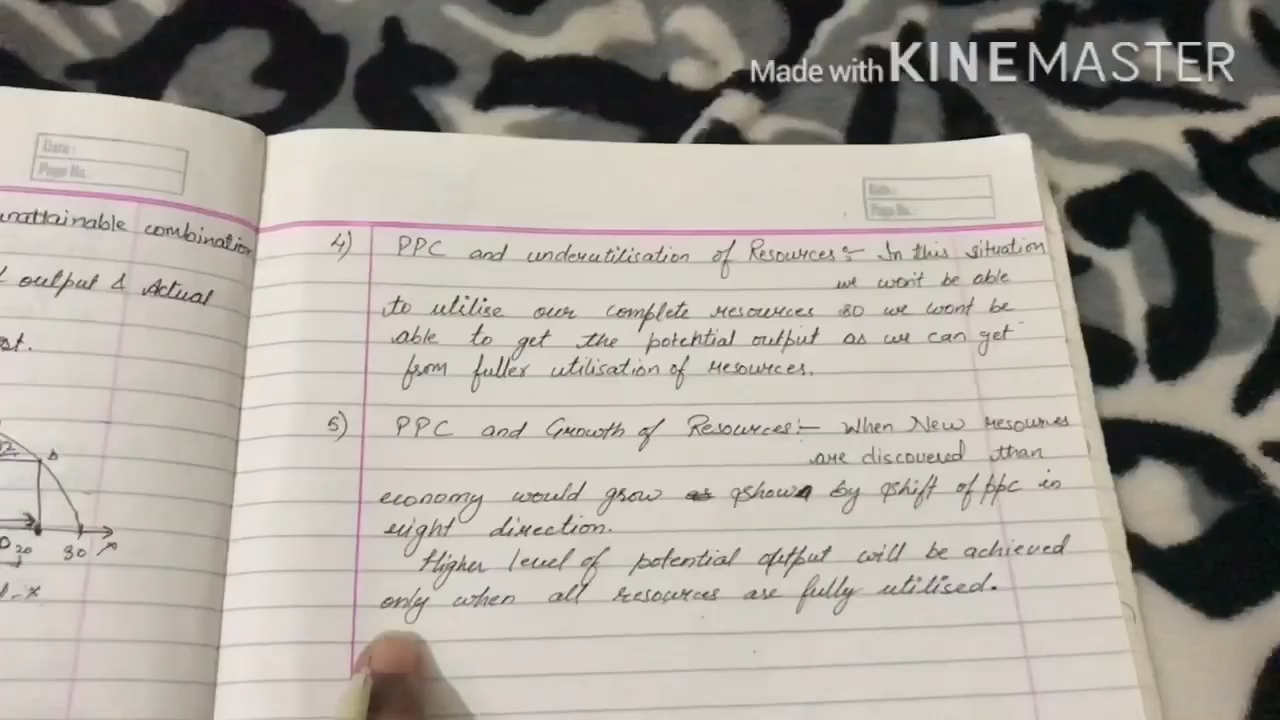 Made with KINEMASTER
Date:
Page No.
unattainable combination
output & Actual
30
Date:
Page No.:
4) PPC and underutilisation of Resources:- In this situation
we won't be able
to utilise our complete resources so we wont be
able to get the potential output as we can get
from fuller utilisation of resources.
5) PPC and Growth of Resources:- When New resources
are discovered than
economy would grow shown by shift of ppc in
right direction.
Higher level of potential output will be achieved
only when all resources are fully utilised.